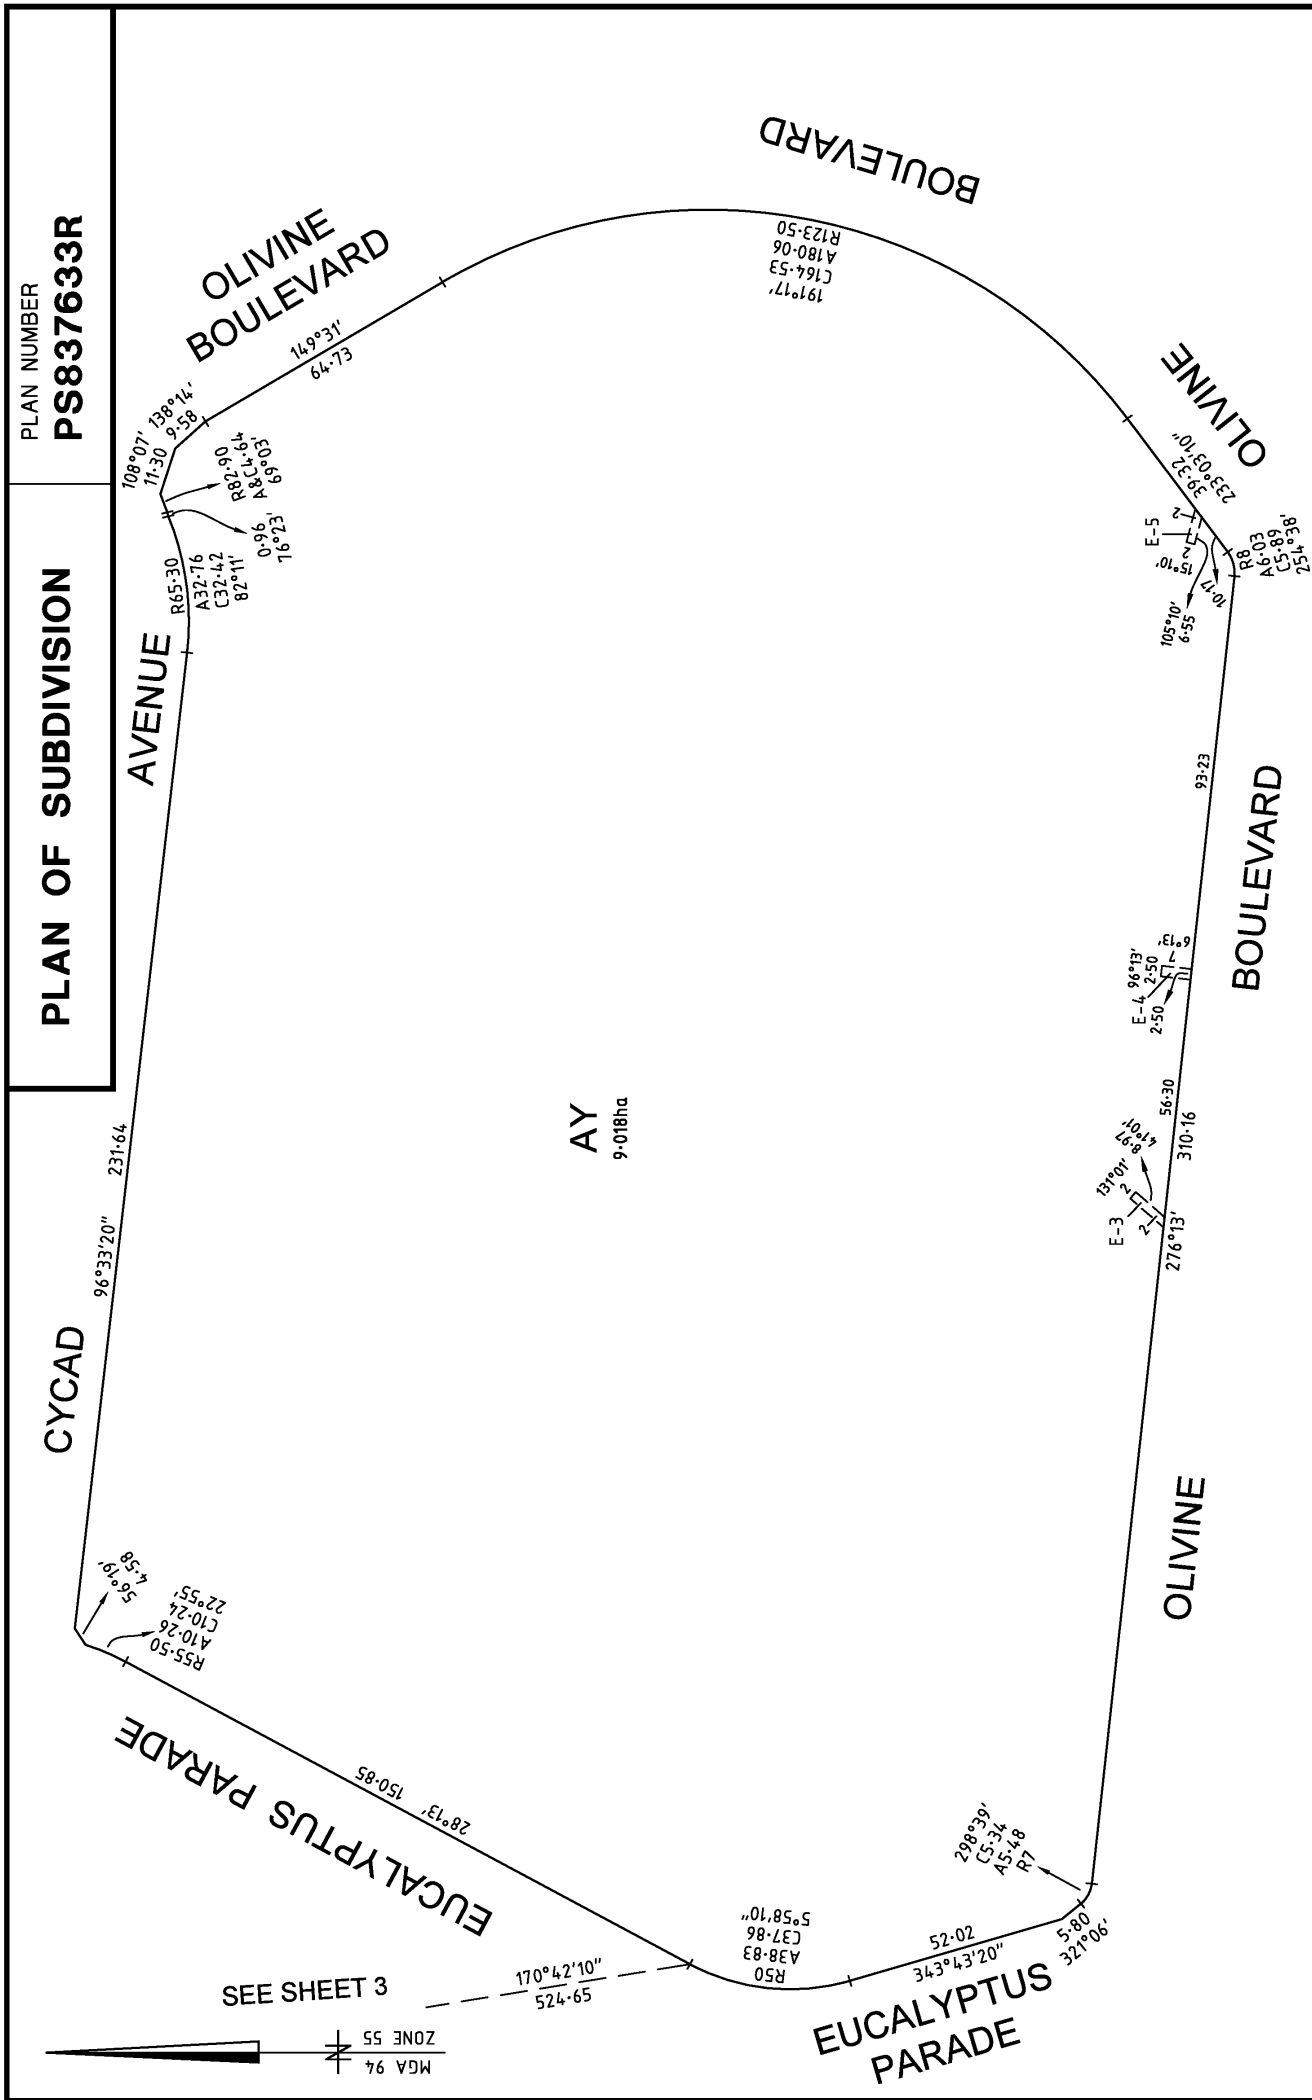 PLAN OF SUBDIVISION
PLAN NUMBER
PS837633R
CYCAD
AVENUE
96°33'20"
231·64
R65·30
A32·76
C32·42
82°11'
0·96
76°23'
R82·90
A&C4·64
69°03'
108°07'
11·30
138°14'
9·58
OLIVINE
BOULEVARD
149°31'
64·73
BOULEVARD
191°17'
C164·53
A180·06
R123·50
OLIVINE
39·32
233°03'10"
E-5
2
2
15°10'
105°10'
6·55
10·17
R8
A6·03
C5·89
254°38'
93·23
BOULEVARD
E-4
96°13'
2·50
7
6°13'
2·50
56·30
310·16
E-3
131°01'
2
2
8·97
41°01'
276°13'
OLIVINE
AY
9·018ha
56°19'
4·58
R55·50
A10·26
C10·24
22°55'
EUCALYPTUS PARADE
150·85
28°13'
R50
A38·83
C37·86
5°58'10"
298°39'
C5·34
A5·48
R7
52·02
343°43'20"
5·80
321°06'
EUCALYPTUS
PARADE
SEE SHEET 3
170°42'10"
524·65
MGA 94
ZONE 55